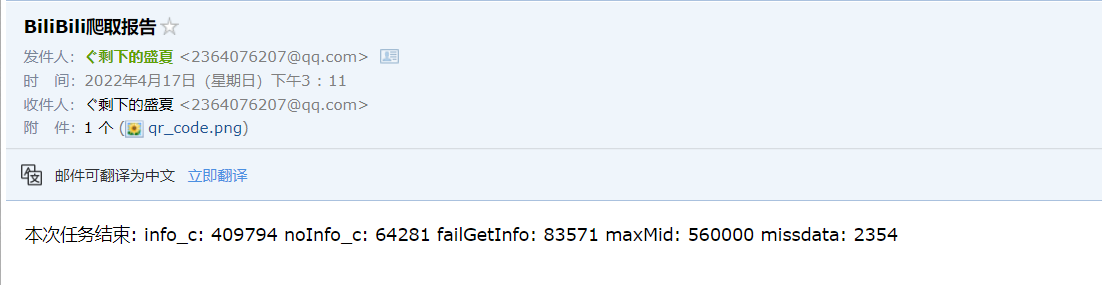 BiliBili爬取报告
发件人：ぐ剩下的盛夏 <2364076207@qq.com>
时　间：2022年4月17日（星期日）下午3：11
收件人：ぐ剩下的盛夏 <2364076207@qq.com>
附　件：1 个 (qr_code.png)
邮件可翻译为中文 立即翻译
本次任务结束: info_c: 409794 noInfo_c: 64281 failGetInfo: 83571 maxMid: 560000 missdata: 2354